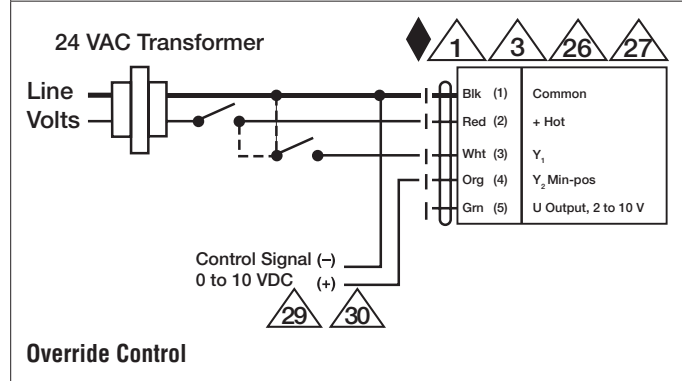 24 VAC Transformer
1 3 26 27
Line
Volts
Blk (1) Common
Red (2) + Hot
Wht (3) Y1
Org (4) Y2 Min-pos
Grn (5) U Output, 2 to 10 V
Control Signal (–)
0 to 10 VDC (+)
29 30
Override Control